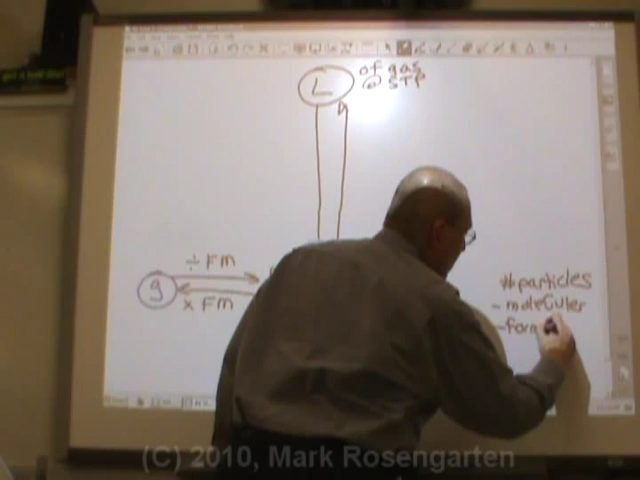 L of gas
@ STP
÷ FM
g
x FM
# particles
- moleculer
- form
(C) 2010, Mark Rosengarten